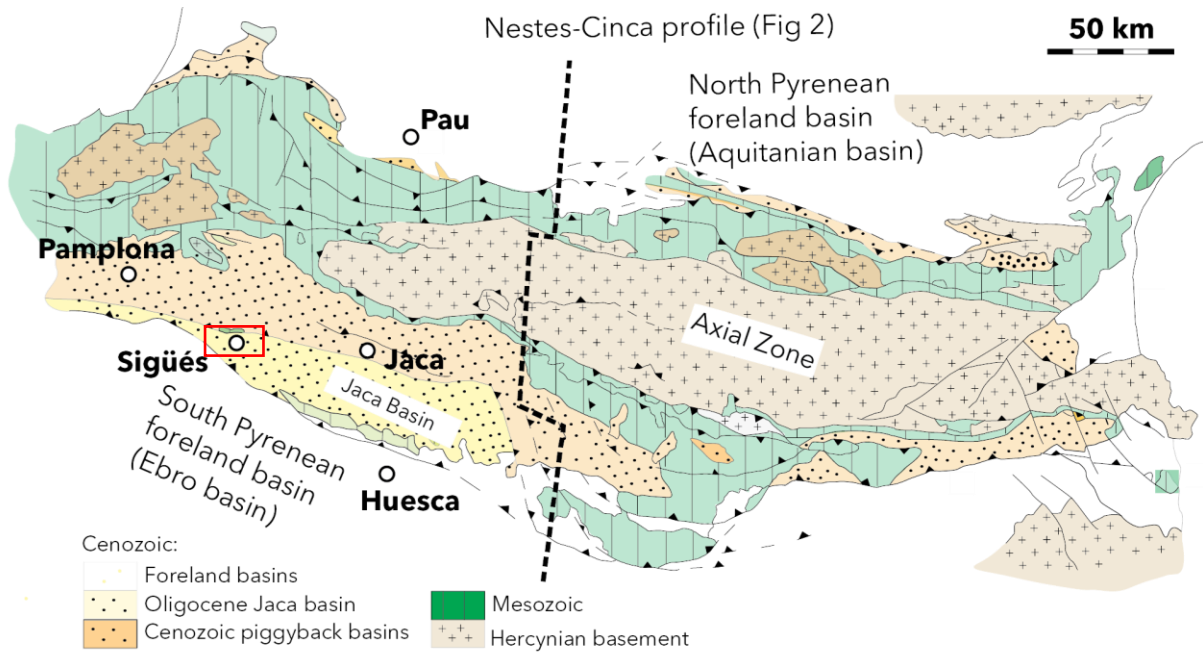 Nestes-Cinca profile (Fig 2)
50 km
North Pyrenean
foreland basin
(Aquitanian basin)
Pau
Pamplona
Axial Zone
Sigüés
Jaca
Jaca Basin
South Pyrenean
foreland basin
(Ebro basin)
Huesca
Cenozoic:
Foreland basins
Oligocene Jaca basin
Cenozoic piggyback basins
Mesozoic
Hercynian basement